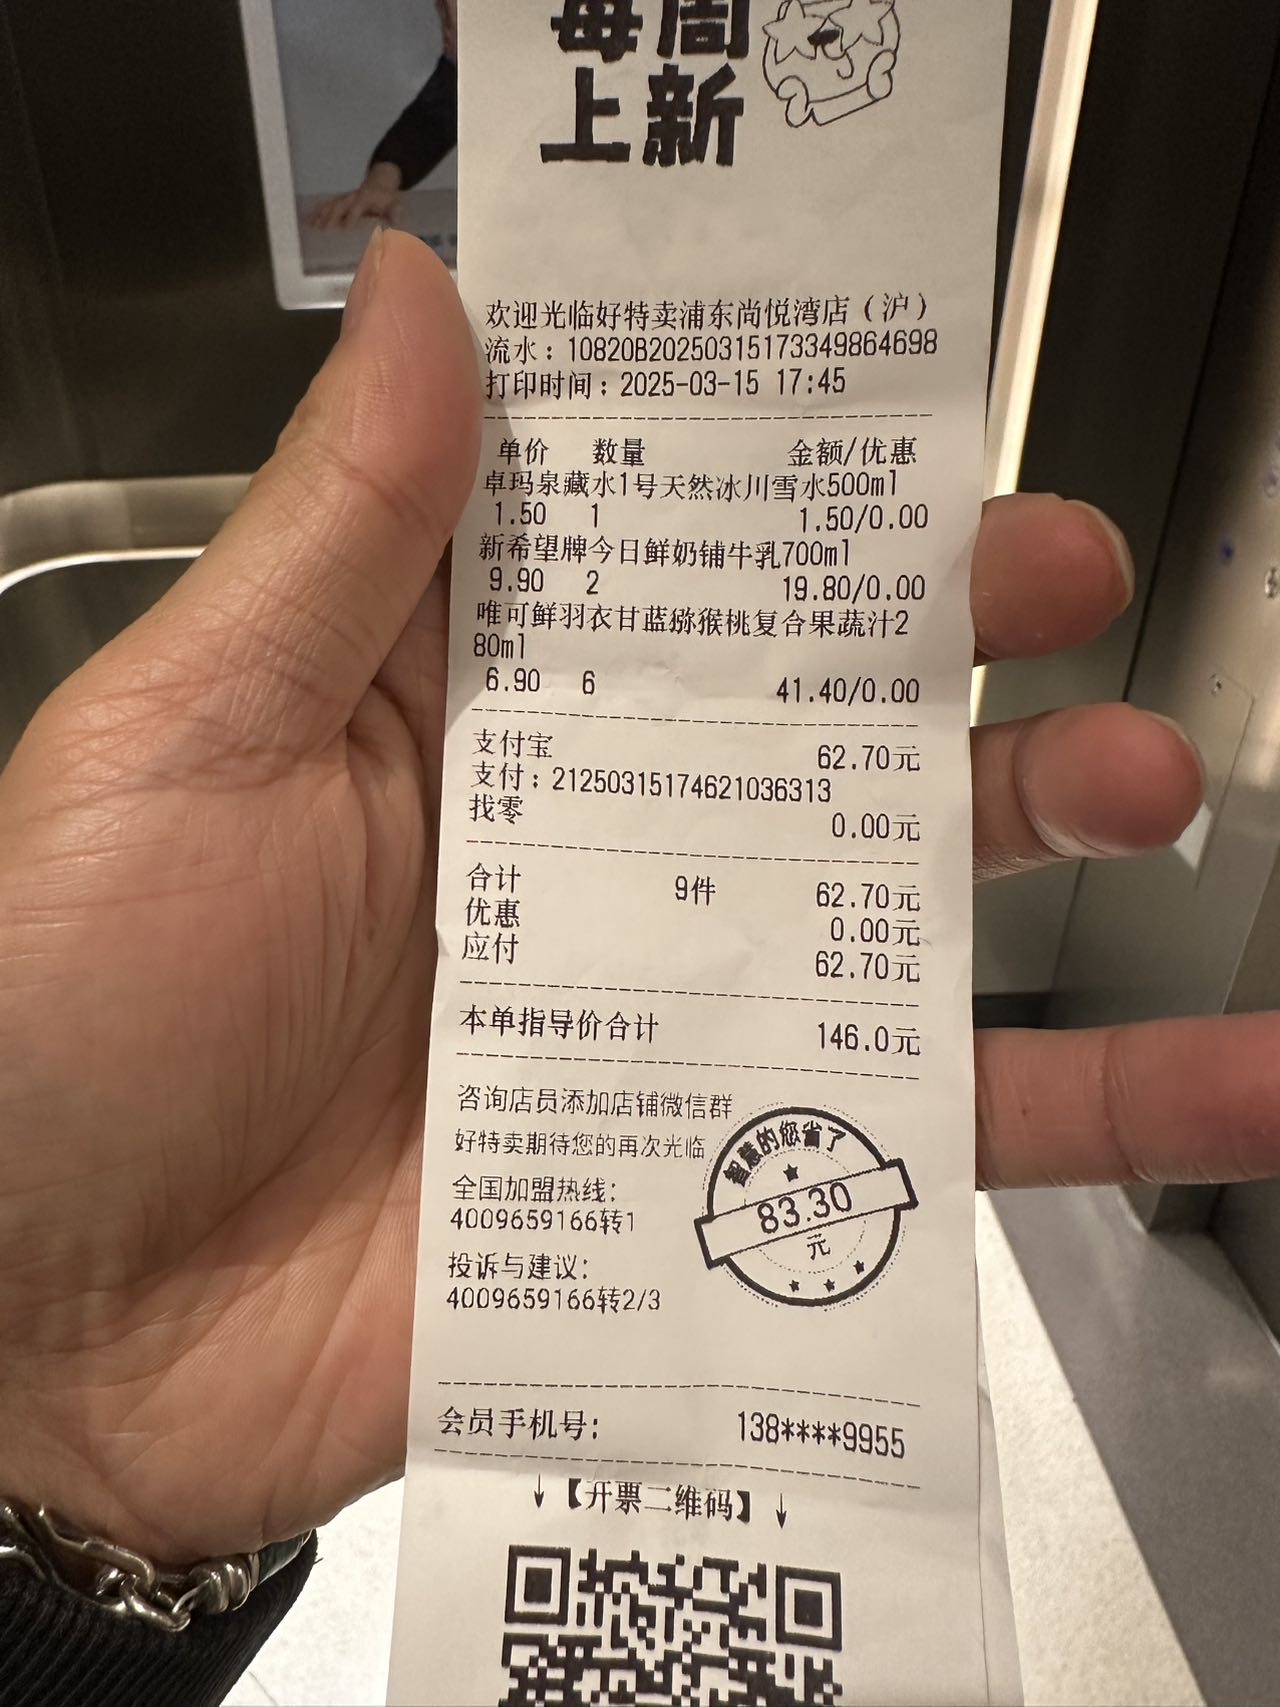 每周
上新
欢迎光临好特卖浦东尚悦湾店（沪）
流水：10820B20250315173349864698
打印时间：2025-03-15 17:45
单价 数量 金额/优惠
卓玛泉藏水1号天然冰川雪水500ml
1.50 1 1.50/0.00
新希望牌今日鲜奶铺牛乳700ml
9.90 2 19.80/0.00
唯可鲜羽衣甘蓝猕猴桃复合果蔬汁2
80ml
6.90 6 41.40/0.00
支付宝 62.70元
支付：21250315174621036313
找零 0.00元
合计 9件 62.70元
优惠 0.00元
应付 62.70元
本单指导价合计 146.0元
咨询店员添加店铺微信群
好特卖期待您的再次光临
全国加盟热线：
4009659166转1
投诉与建议：
4009659166转2/3
智慧的您省了
83.30
元
会员手机号： 138****9955
↓【开票二维码】↓